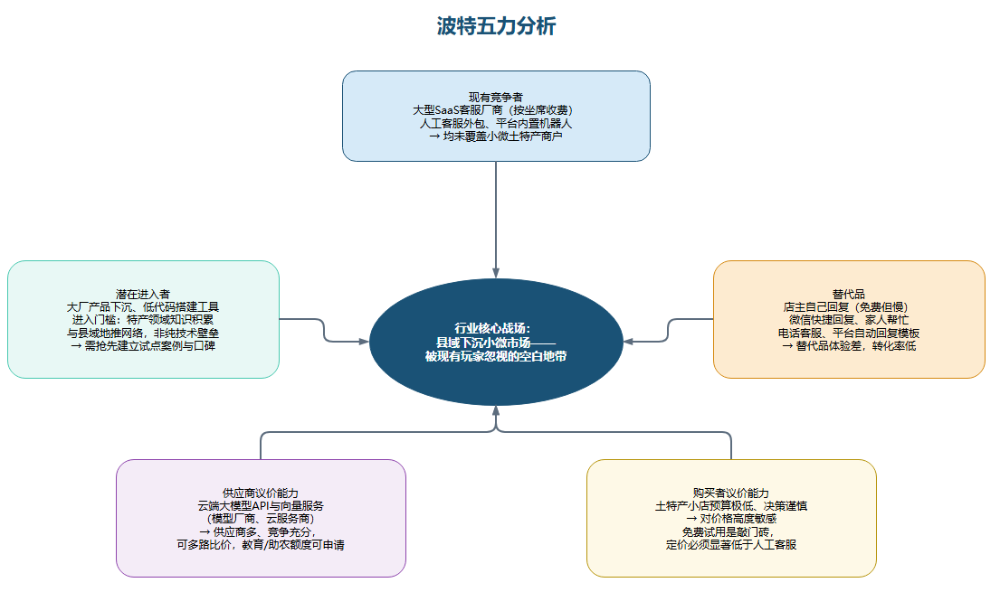 波特五力分析
现有竞争者
大型SaaS客服厂商（按坐席收费）
人工客服外包、平台内置机器人
→ 均未覆盖小微土特产商户
潜在进入者
大厂产品下沉、低代码搭建工具
进入门槛：特产领域知识积累
与县域地推网络，非纯技术壁垒
→ 需抢先建立试点案例与口碑
行业核心战场：
县域下沉小微市场——
被现有玩家忽视的空白地带
替代品
店主自己回复（免费但慢）
微信快捷回复、家人帮忙
电话客服、平台自动回复模板
→ 替代品体验差，转化率低
供应商议价能力
云端大模型API与向量服务
（模型厂商、云服务商）
→ 供应商多、竞争充分，
可多路比价，教育/助农额度可申请
购买者议价能力
土特产小店预算极低、决策谨慎
→ 对价格高度敏感
免费试用是敲门砖，
定价必须显著低于人工客服